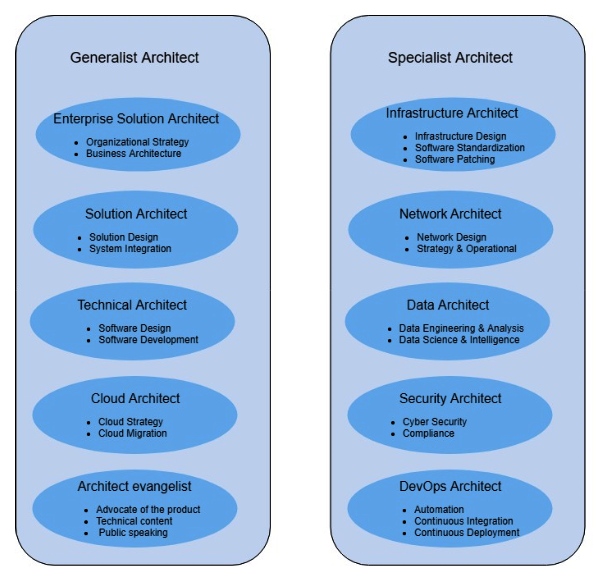 Generalist Architect
Enterprise Solution Architect
• Organizational Strategy
• Business Architecture
Solution Architect
• Solution Design
• System Integration
Technical Architect
• Software Design
• Software Development
Cloud Architect
• Cloud Strategy
• Cloud Migration
Architect evangelist
• Advocate of the product
• Technical content
• Public speaking
Specialist Architect
Infrastructure Architect
• Infrastructure Design
• Software Standardization
• Software Patching
Network Architect
• Network Design
• Strategy & Operational
Data Architect
• Data Engineering & Analysis
• Data Science & Intelligence
Security Architect
• Cyber Security
• Compliance
DevOps Architect
• Automation
• Continuous Integration
• Continuous Deployment